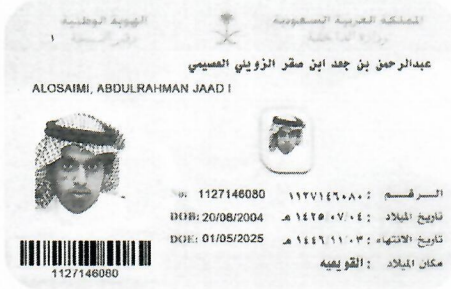 المملكة العربية السعودية
الهوية الوطنية
عبدالرحمن بن جعد ابن صقر الزويلي العصيمي
ALOSAIMI, ABDULRAHMAN JAAD I
الرقم : ١١٢٧١٤٦٠٨٠ 1127146080
تاريخ الميلاد : ١٤٢٥/٠٧/٠٤ هـ DOB: 20/08/2004
تاريخ الانتهاء : ١٤٤٦/١١/٠٣ هـ DOE: 01/05/2025
مكان الميلاد : القويعيه
1127146080